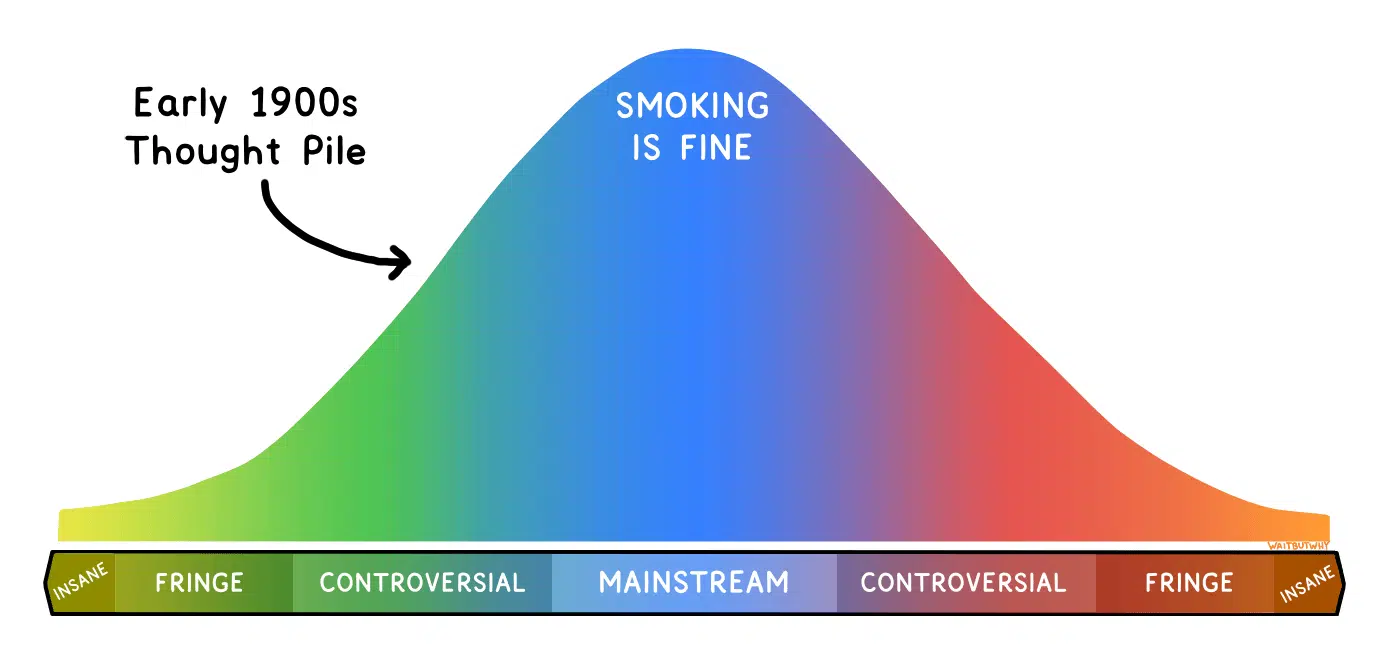 Early 1900s
Thought Pile
SMOKING
IS FINE
WAITBUTWHY
INSANE
FRINGE
CONTROVERSIAL
MAINSTREAM
CONTROVERSIAL
FRINGE
INSANE